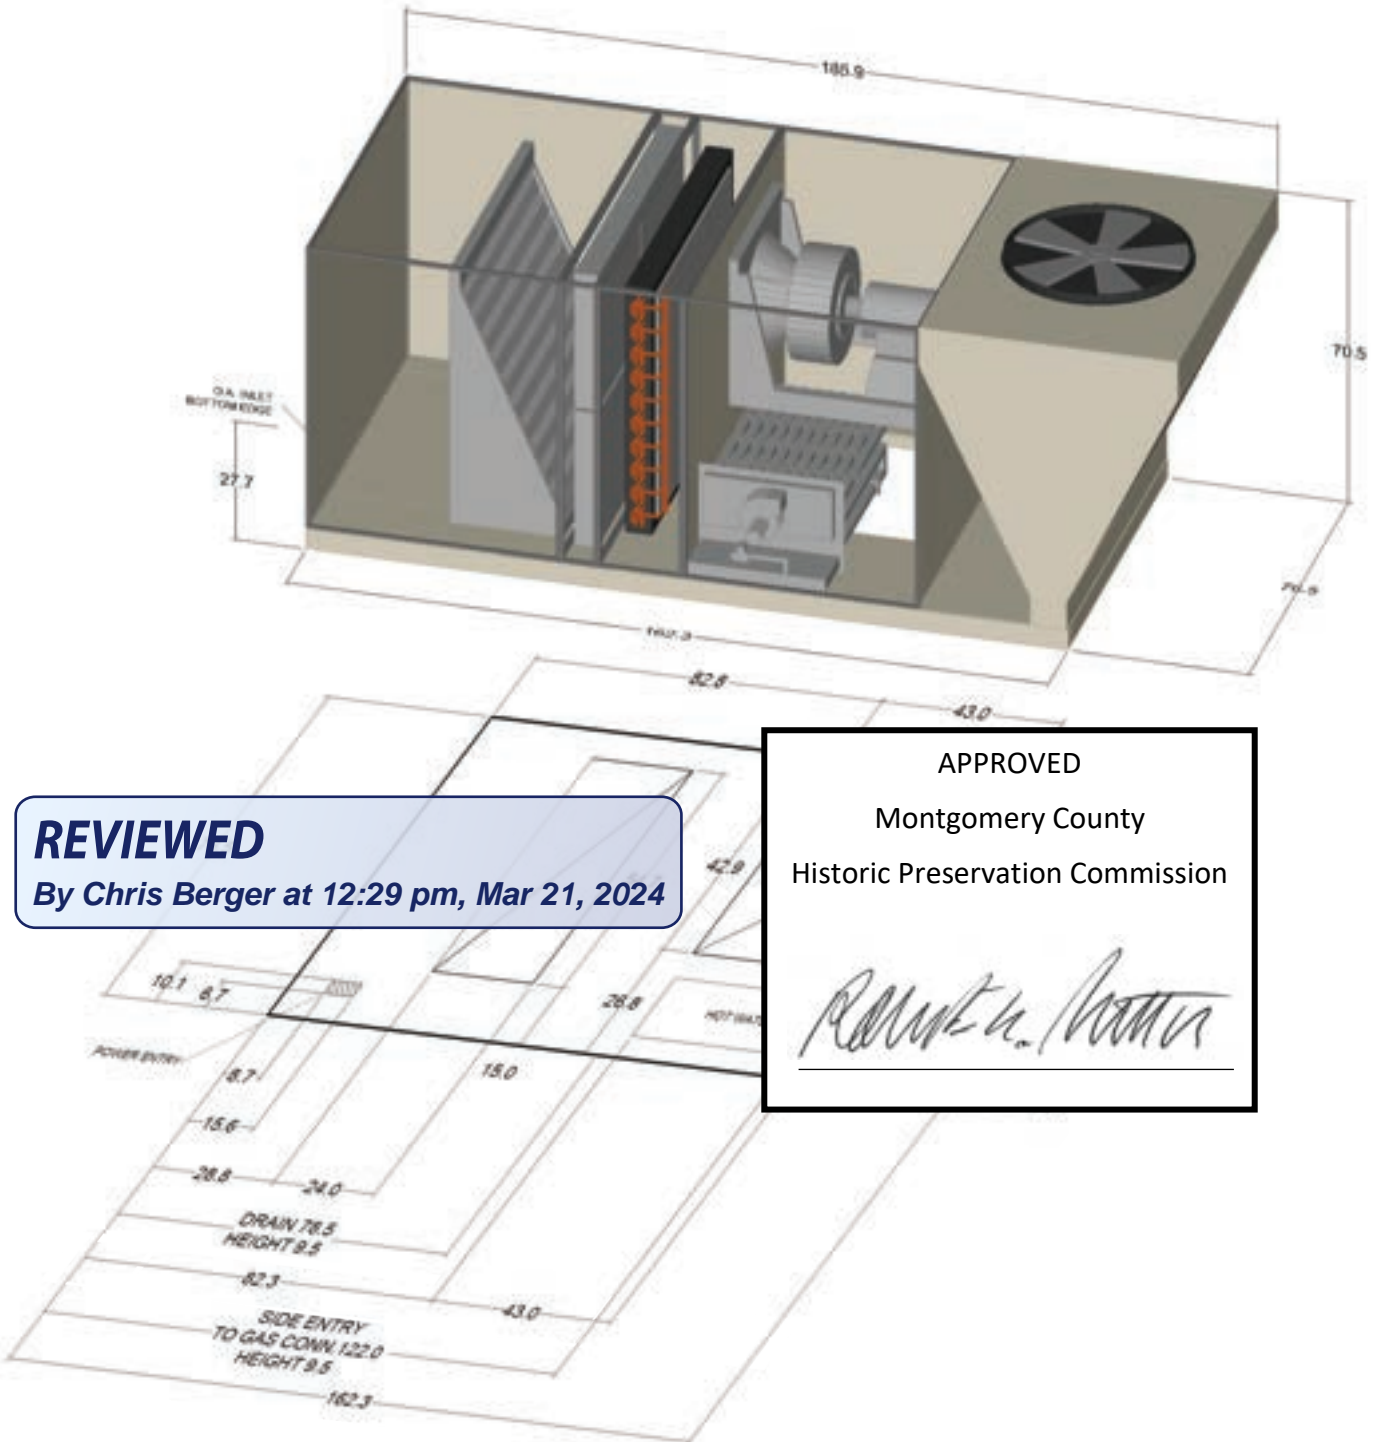 185.9
70.5
O.A. INLET
BOTTOM EDGE
27.7
76.5
162.3
82.8
43.0
APPROVED
Montgomery County
Historic Preservation Commission
REVIEWED
By Chris Berger at 12:29 pm, Mar 21, 2024
42.9
10.1
6.7
26.8
POWER ENTRY
8.7
15.0
15.6
28.8
24.0
DRAIN 78.5
HEIGHT 9.5
82.3
43.0
SIDE ENTRY
TO GAS CONN. 122.0
HEIGHT 9.5
162.3